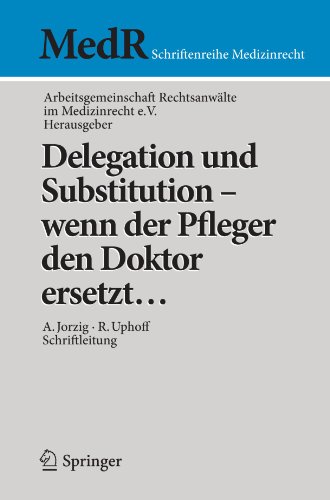 MedR Schriftenreihe Medizinrecht
Arbeitsgemeinschaft Rechtsanwälte
im Medizinrecht e.V.
Herausgeber
Delegation und
Substitution –
wenn der Pfleger
den Doktor
ersetzt…
A. Jorzig · R. Uphoff
Schriftleitung
Springer